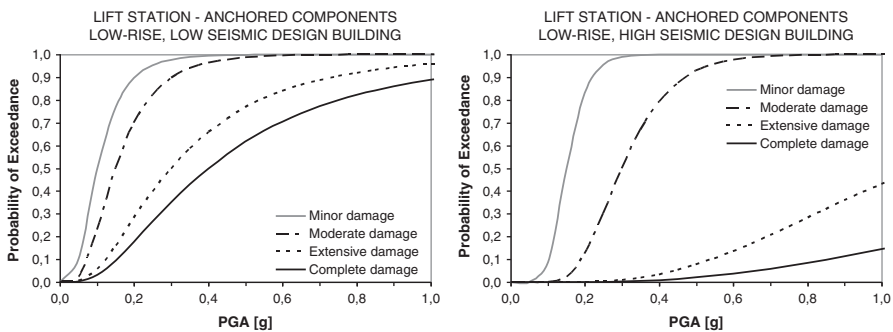 LIFT STATION - ANCHORED COMPONENTS
LOW-RISE, LOW SEISMIC DESIGN BUILDING
Probability of Exceedance
1,0
0,9
0,8
0,7
0,6
0,5
0,4
0,3
0,2
0,1
0,0
Minor damage
Moderate damage
Extensive damage
Complete damage
0,0 0,2 0,4 0,6 0,8 1,0
PGA [g]
LIFT STATION - ANCHORED COMPONENTS
LOW-RISE, HIGH SEISMIC DESIGN BUILDING
Probability of Exceedance
1,0
0,9
0,8
0,7
0,6
0,5
0,4
0,3
0,2
0,1
0,0
Minor damage
Moderate damage
Extensive damage
Complete damage
0,0 0,2 0,4 0,6 0,8 1,0
PGA [g]